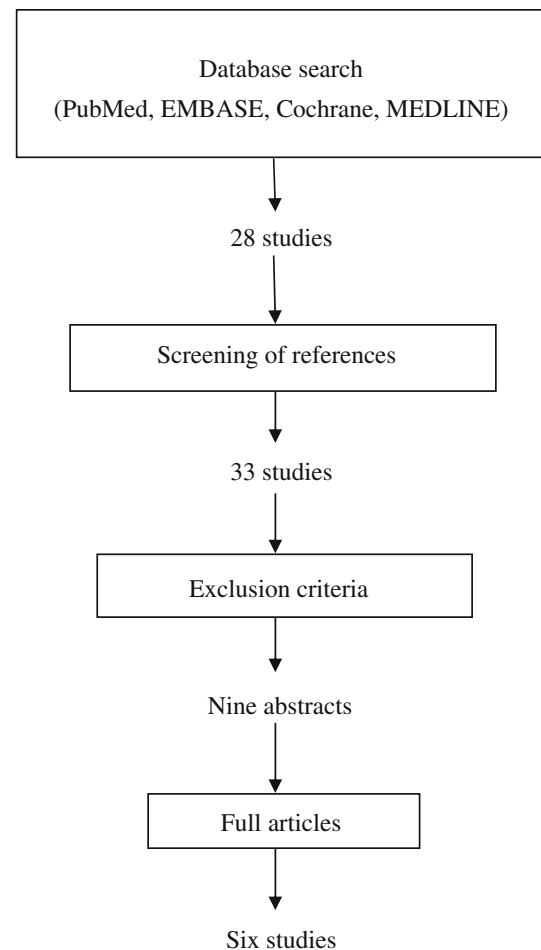 Database search
(PubMed, EMBASE, Cochrane, MEDLINE)
28 studies
Screening of references
33 studies
Exclusion criteria
Nine abstracts
Full articles
Six studies